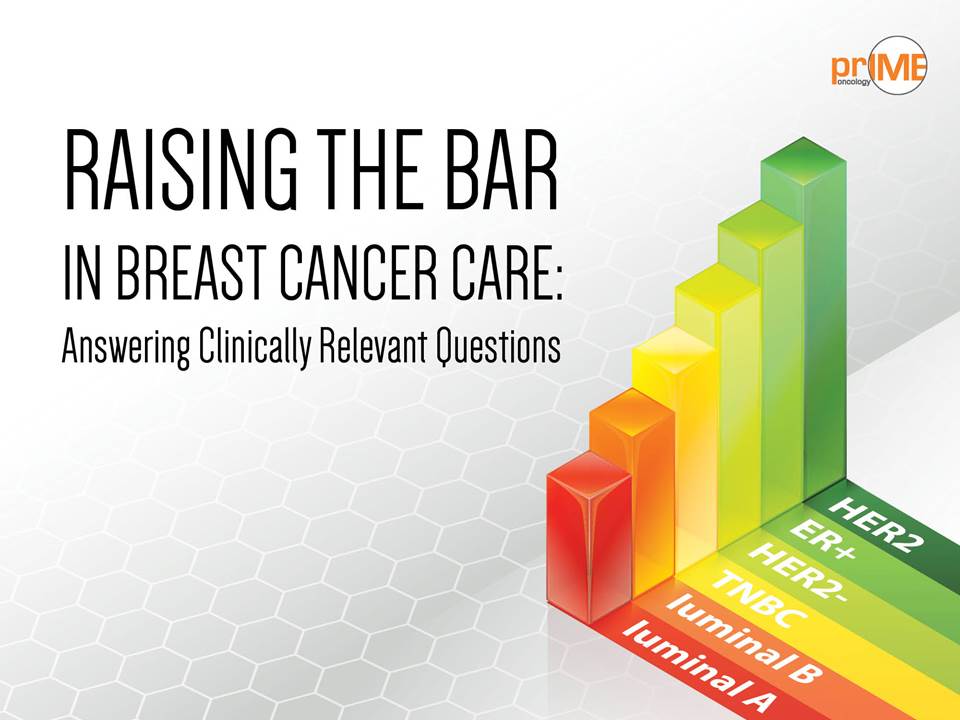 prIME
oncology
RAISING THE BAR
IN BREAST CANCER CARE:
Answering Clinically Relevant Questions
HER2
ER+
HER2-
TNBC
luminal B
luminal A